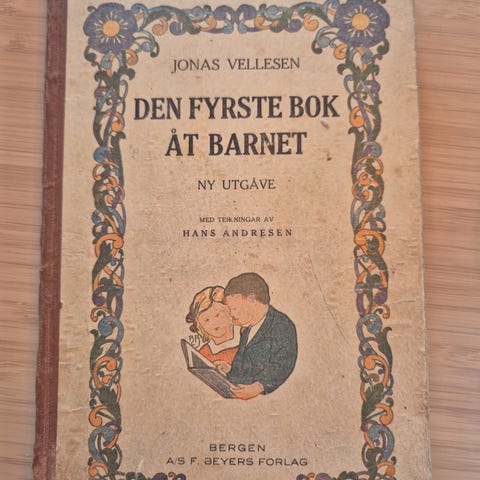 JONAS VELLESEN
DEN FYRSTE BOK
ÅT BARNET
NY UTGÅVE
MED TEIKNINGAR AV
HANS ANDRESEN
BERGEN
A/S F. BEYERS FORLAG